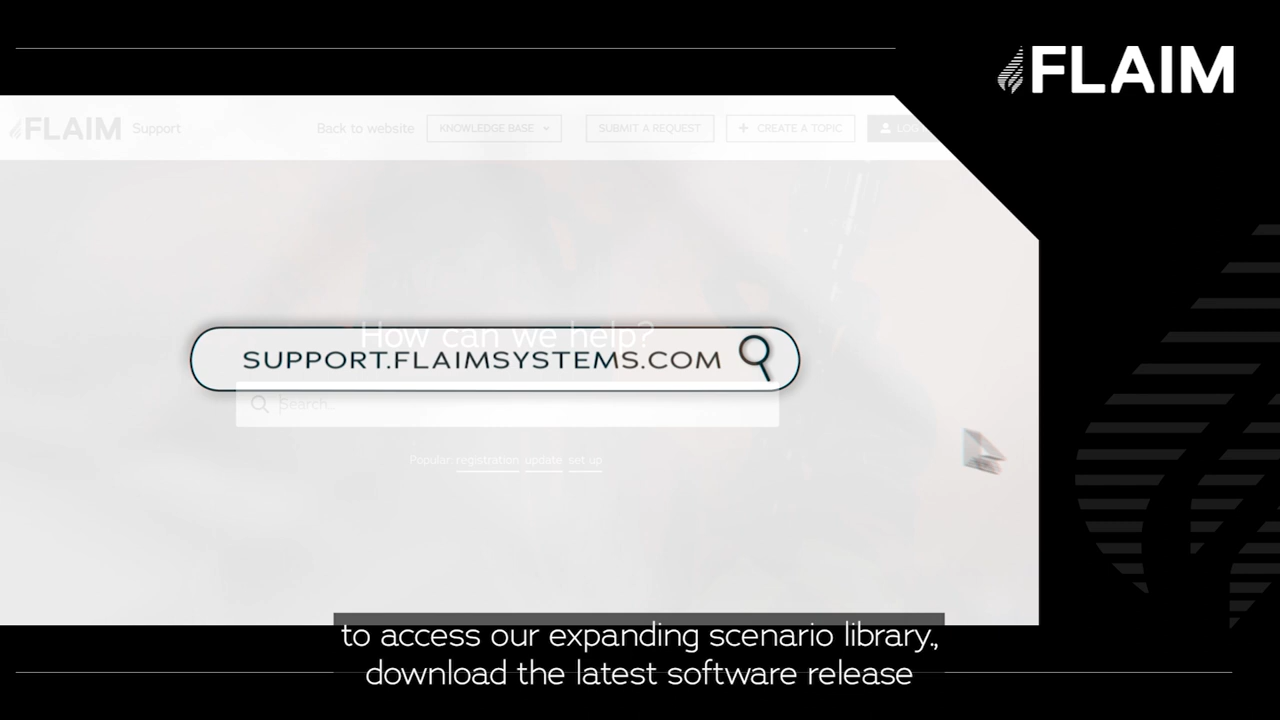 FLAIM
FLAIM Support
Back to website
KNOWLEDGE BASE
SUBMIT A REQUEST
+ CREATE A TOPIC
LOG
How can we help?
SUPPORT.FLAIMSYSTEMS.COM
Search...
Popular: registration update set up
to access our expanding scenario library.,
download the latest software release